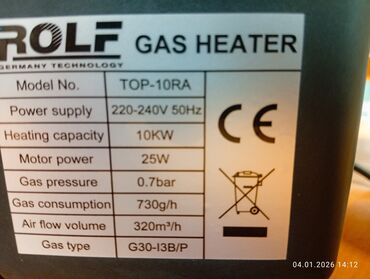 ROLF GAS HEATER
GERMANY TECHNOLOGY
Model No. TOP-10RA
Power supply 220-240V 50Hz
Heating capacity 10KW
Motor power 25W
Gas pressure 0.7bar
Gas consumption 730g/h
Air flow volume 320m³/h
Gas type G30-I3B/P
CE
04.01.2026 14:12